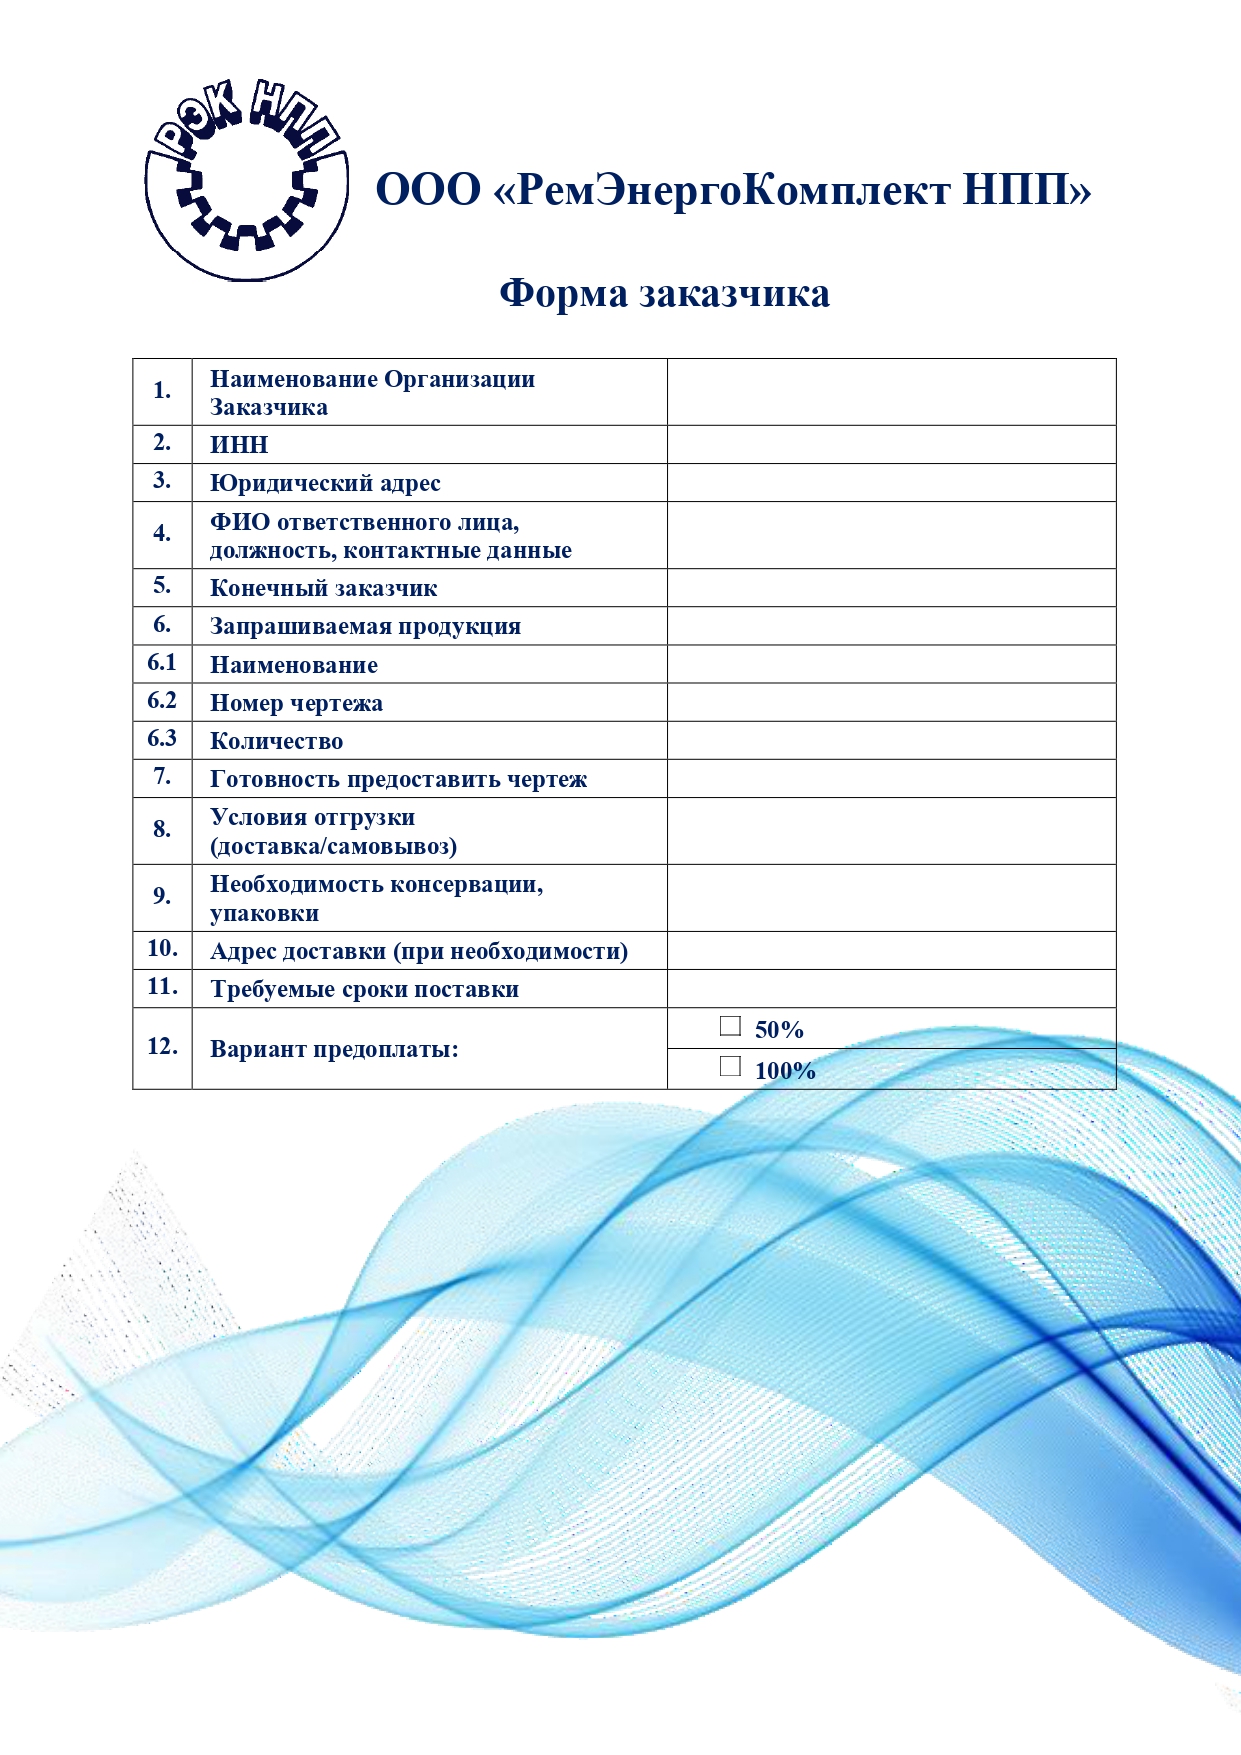 РЭК НПП
ООО «РемЭнергоКомплект НПП»
Форма заказчика
1. Наименование Организации
Заказчика
2. ИНН
3. Юридический адрес
4. ФИО ответственного лица,
должность, контактные данные
5. Конечный заказчик
6. Запрашиваемая продукция
6.1 Наименование
6.2 Номер чертежа
6.3 Количество
7. Готовность предоставить чертеж
8. Условия отгрузки
(доставка/самовывоз)
9. Необходимость консервации,
упаковки
10. Адрес доставки (при необходимости)
11. Требуемые сроки поставки
12. Вариант предоплаты:
☐ 50%
☐ 100%